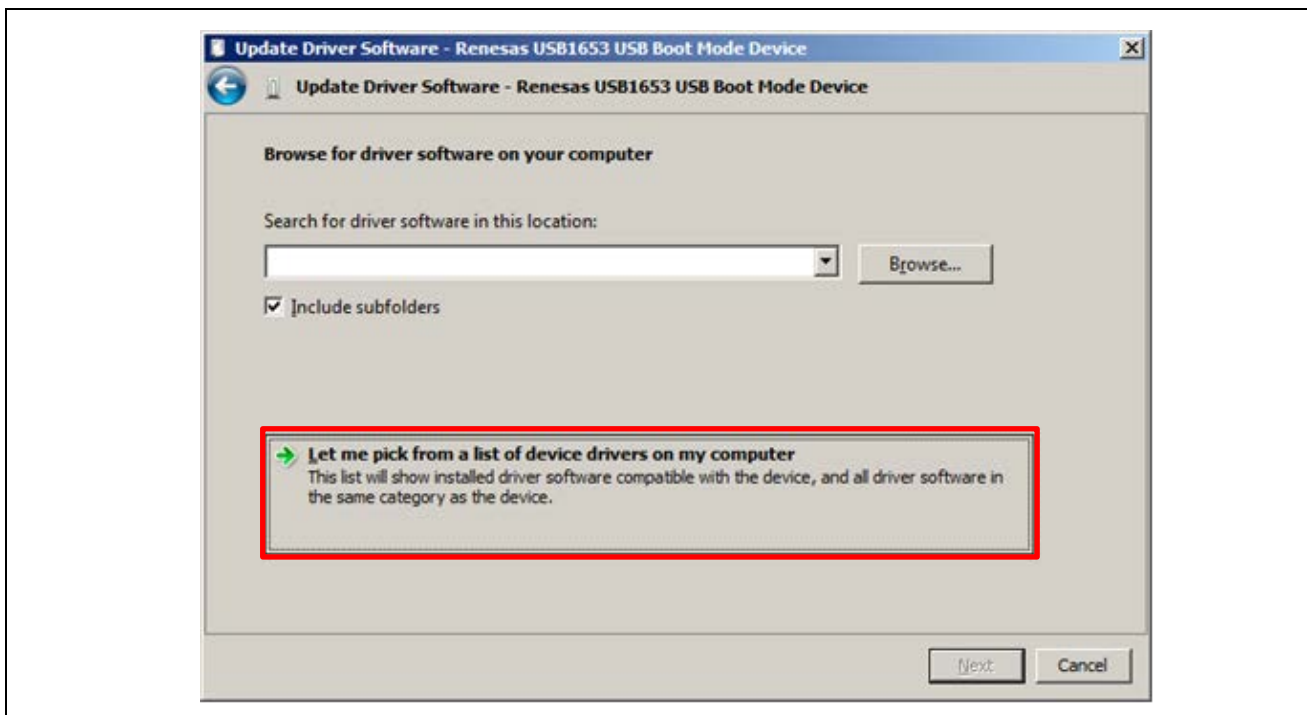 Update Driver Software - Renesas USB1653 USB Boot Mode Device
Update Driver Software - Renesas USB1653 USB Boot Mode Device
Browse for driver software on your computer
Search for driver software in this location:
Browse...
Include subfolders
Let me pick from a list of device drivers on my computer
This list will show installed driver software compatible with the device, and all driver software in
the same category as the device.
Next Cancel